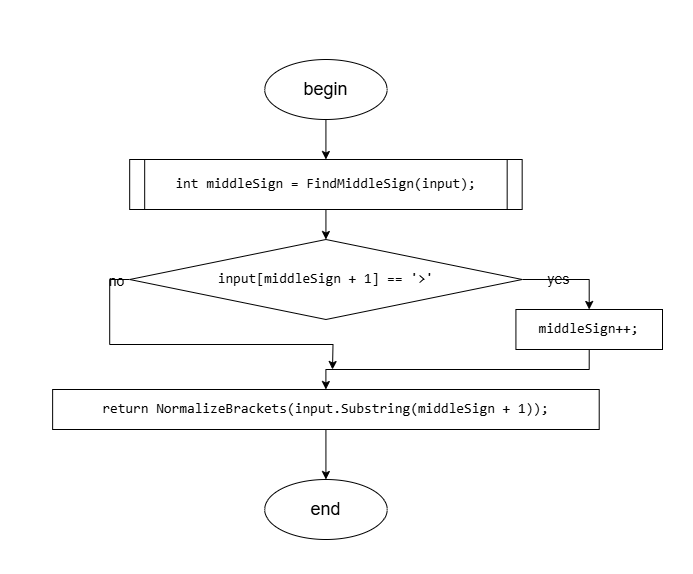 begin
int middleSign = FindMiddleSign(input);
input[middleSign + 1] == '>'
no
yes
middleSign++;
return NormalizeBrackets(input.Substring(middleSign + 1));
end